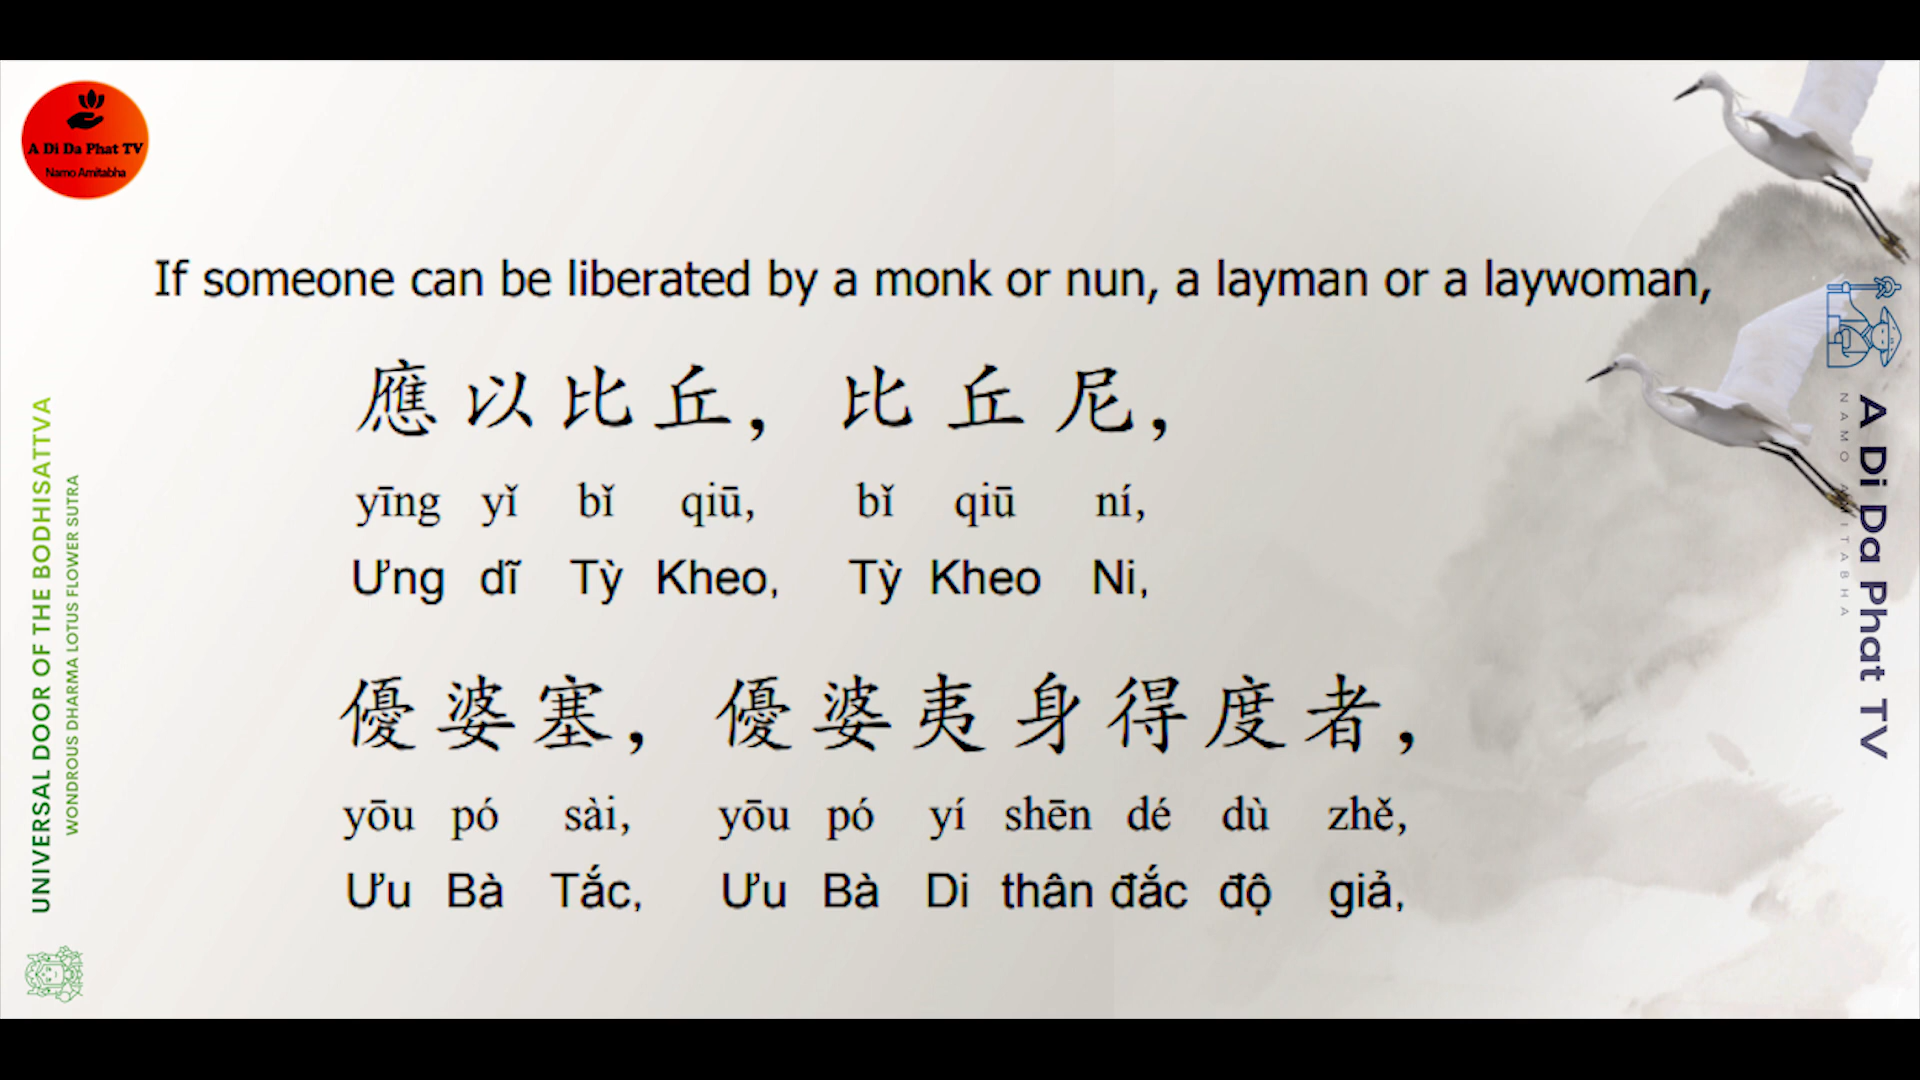 A Di Da Phat TV
Namo Amitabha
If someone can be liberated by a monk or nun, a layman or a laywoman,
應以比丘，比丘尼，
yīng yǐ bǐ qiū, bǐ qiū ní,
Ưng dĩ Tỳ Kheo, Tỳ Kheo Ni,
優婆塞，優婆夷身得度者，
yōu pó sài, yōu pó yí shēn dé dù zhě,
Ưu Bà Tắc, Ưu Bà Di thân đắc độ giả,
UNIVERSAL DOOR OF THE BODHISATTVA
WONDROUS DHARMA LOTUS FLOWER SUTRA
A Di Da Phat TV
NAMO AMITABHA